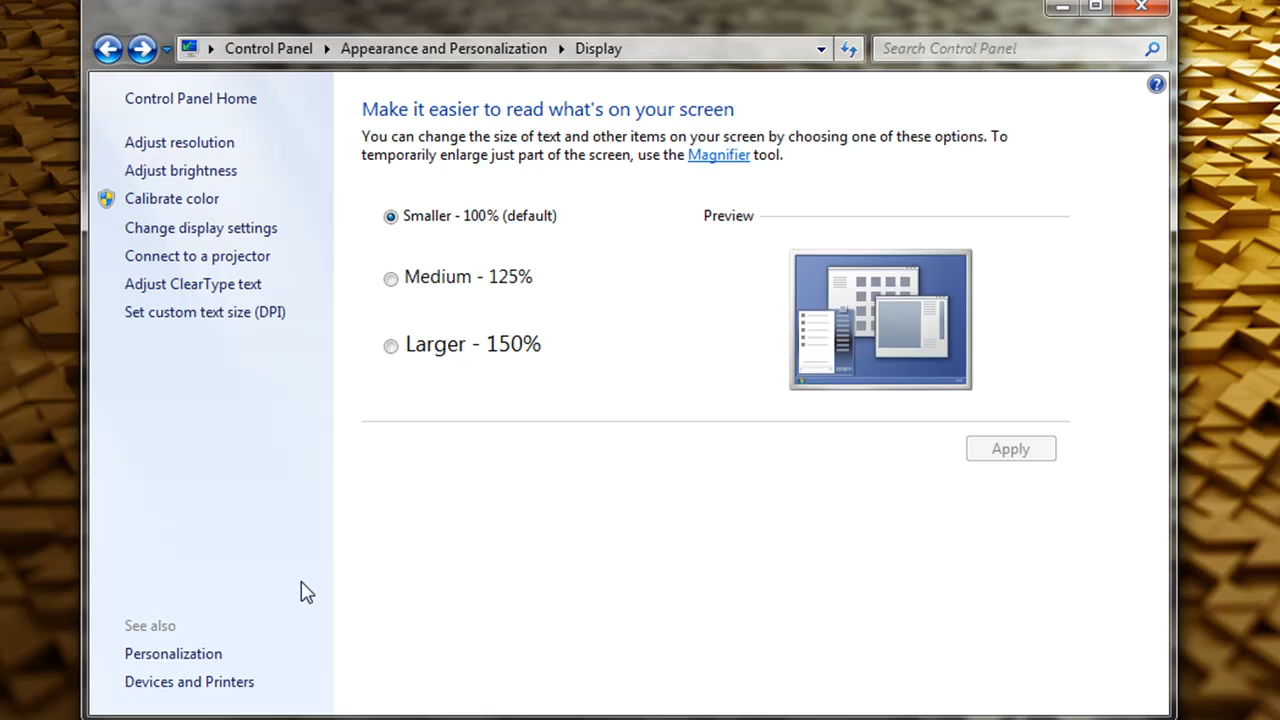 Control Panel Appearance and Personalization Display Search Control Panel
Control Panel Home
Adjust resolution
Adjust brightness
Calibrate color
Change display settings
Connect to a projector
Adjust ClearType text
Set custom text size (DPI)
See also
Personalization
Devices and Printers
Make it easier to read what's on your screen
You can change the size of text and other items on your screen by choosing one of these options. To
temporarily enlarge just part of the screen, use the Magnifier tool.
Smaller - 100% (default)
Medium - 125%
Larger - 150%
Preview
Apply